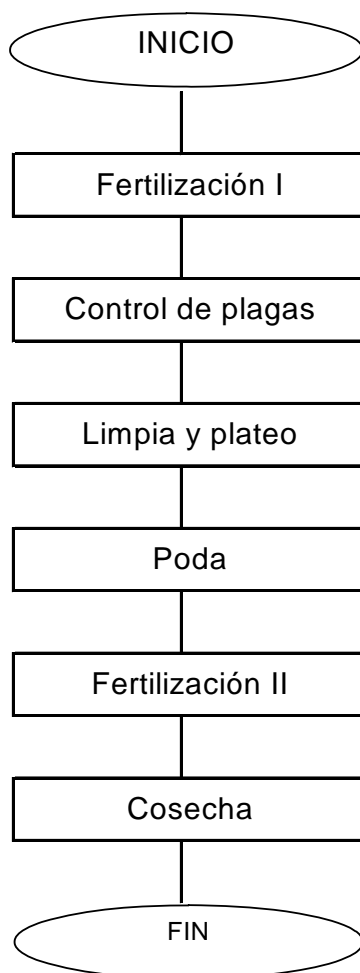 INICIO
Fertilización I
Control de plagas
Limpia y plateo
Poda
Fertilización II
Cosecha
FIN